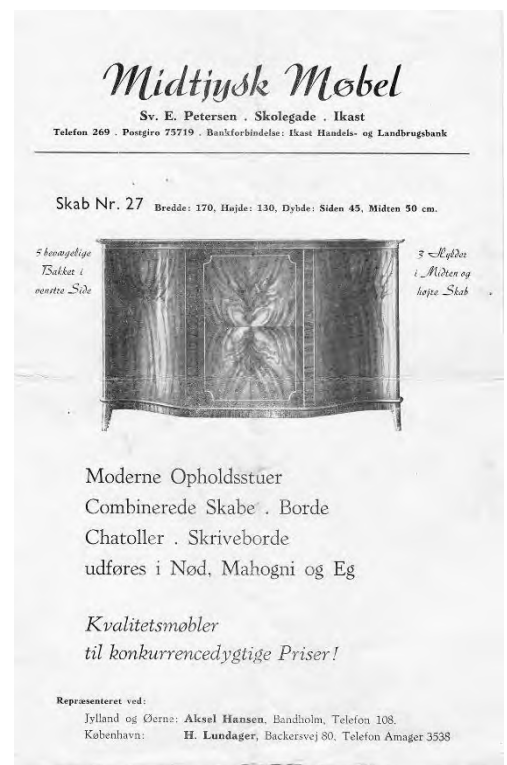 Midtjysk Møbel
Sv. E. Petersen . Skolegade . Ikast
Telefon 269 . Postgiro 75719 . Bankforbindelse: Ikast Handels- og Landbrugsbank
Skab Nr. 27 Bredde: 170, Højde: 130, Dybde: Siden 45, Midten 50 cm.
5 bevægelige
Bakker i
venstre Side
3 Hylder
i Midten og
højre Skab
Moderne Opholdsstuer
Combinerede Skabe . Borde
Chatoller . Skriveborde
udføres i Nød, Mahogni og Eg
Kvalitetsmøbler
til konkurrencedygtige Priser!
Repræsenteret ved:
Jylland og Øerne: Aksel Hansen, Bandholm, Telefon 108.
København: H. Lundager, Backersvej 80, Telefon Amager 3538